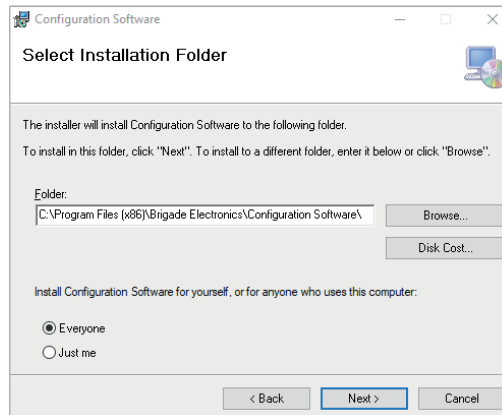 Configuration Software
Select Installation Folder
The installer will install Configuration Software to the following folder.
To install in this folder, click "Next". To install to a different folder, enter it below or click "Browse".
Folder:
C:\Program Files (x86)\Brigade Electronics\Configuration Software\
Browse...
Disk Cost...
Install Configuration Software for yourself, or for anyone who uses this computer:
Everyone
Just me
< Back
Next >
Cancel